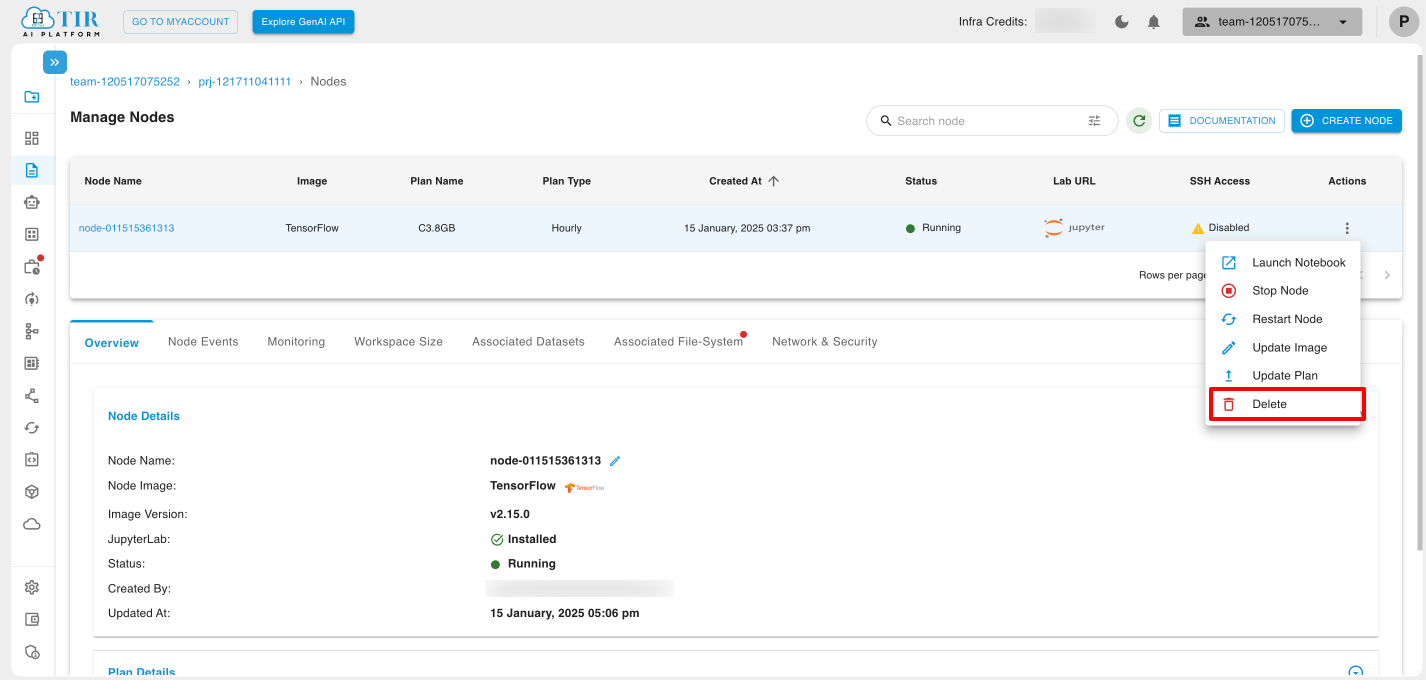 TIR
AI PLATFORM
GO TO MYACCOUNT
Explore GenAI API
Infra Credits:
team-120517075...
P
team-120517075252 › prj-121711041111 › Nodes
Manage Nodes
Search node
DOCUMENTATION
CREATE NODE
Node Name Image Plan Name Plan Type Created At Status Lab URL SSH Access Actions
node-011515361313 TensorFlow C3.8GB Hourly 15 January, 2025 03:37 pm Running jupyter Disabled
Rows per page
Launch Notebook
Stop Node
Restart Node
Update Image
Update Plan
Delete
Overview Node Events Monitoring Workspace Size Associated Datasets Associated File-System Network & Security
Node Details
Node Name: node-011515361313
Node Image: TensorFlow TensorFlow
Image Version: v2.15.0
JupyterLab: Installed
Status: Running
Created By:
Updated At: 15 January, 2025 05:06 pm
Plan Details